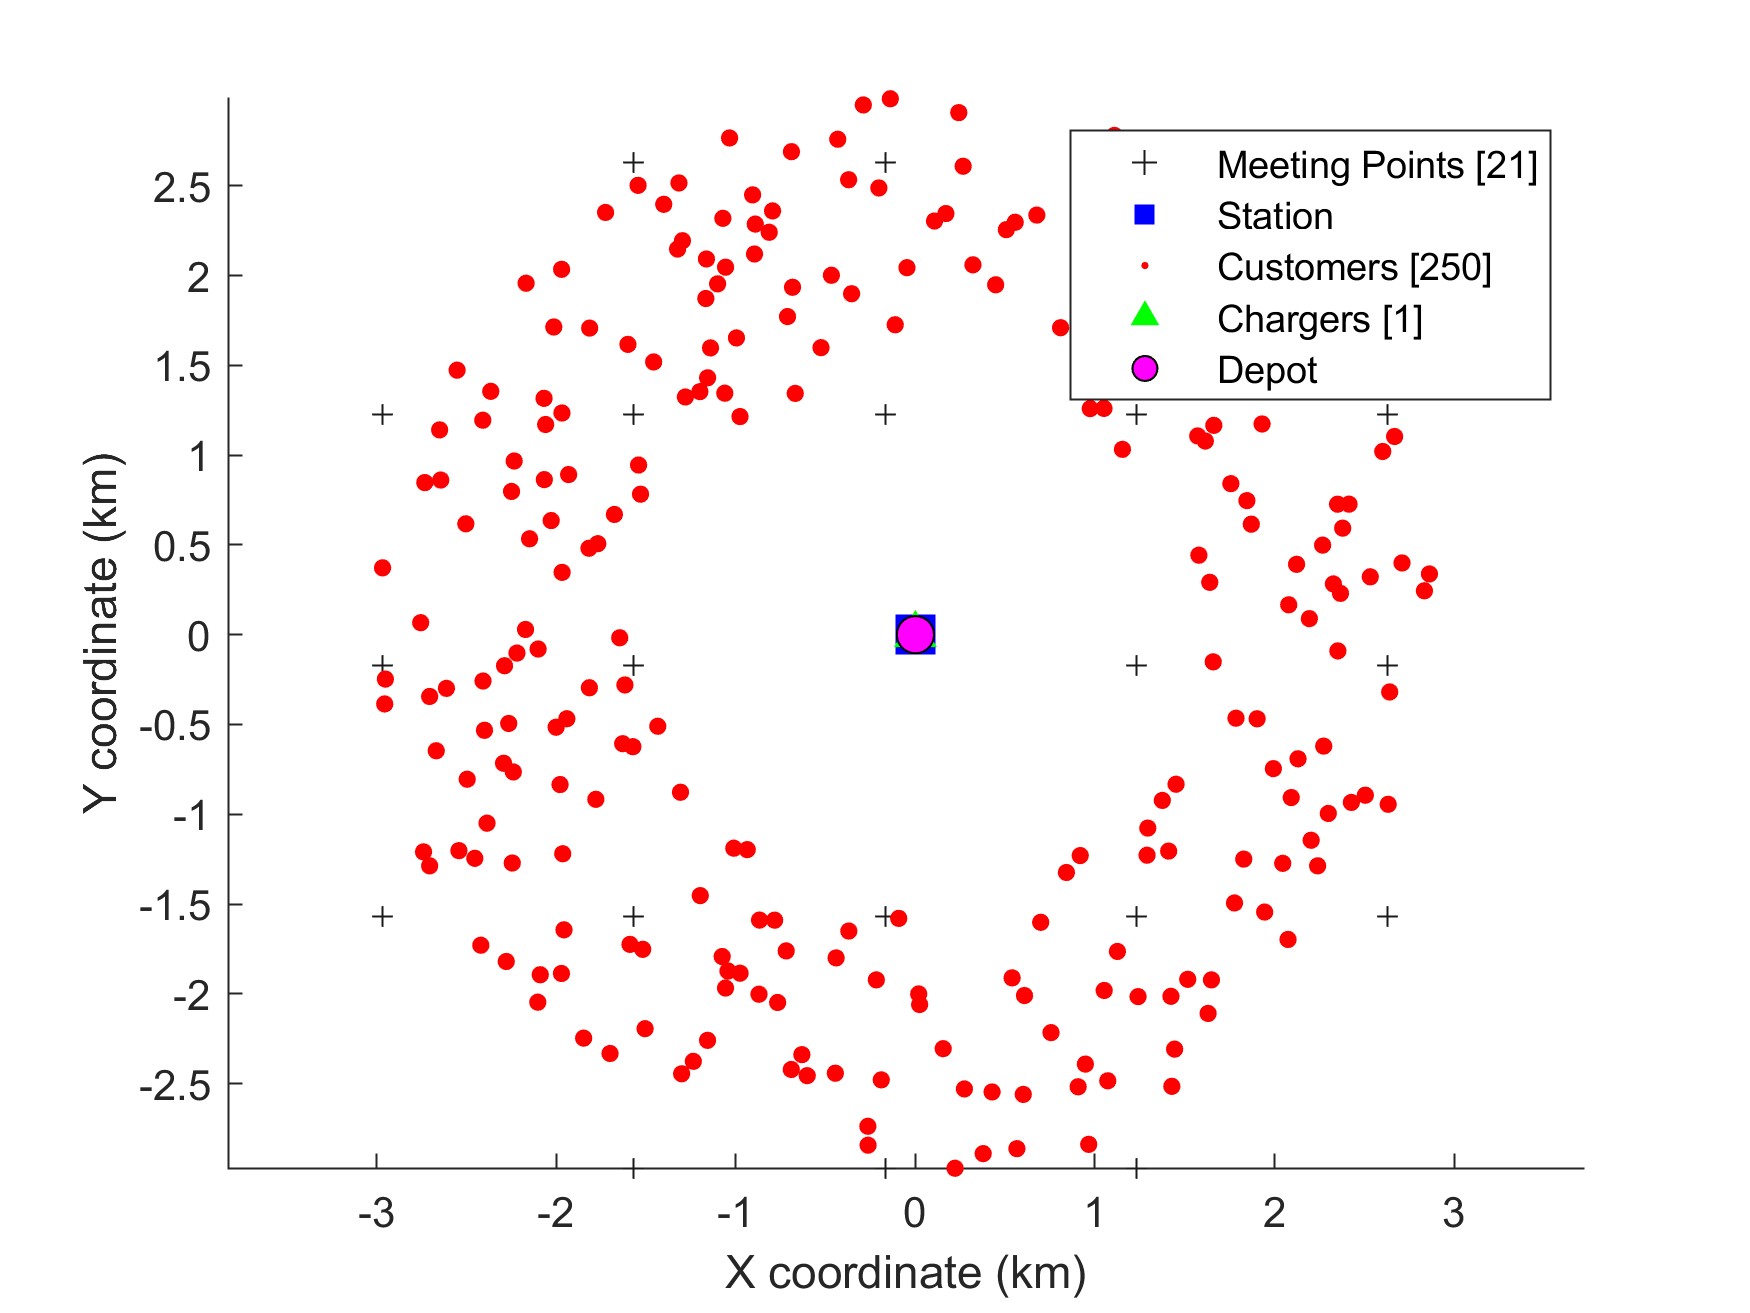 Meeting Points [21]
Station
Customers [250]
Chargers [1]
Depot
2.5
2
1.5
1
0.5
0
-0.5
-1
-1.5
-2
-2.5
Y coordinate (km)
-3 -2 -1 0 1 2 3
X coordinate (km)